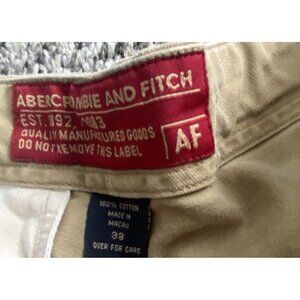 ABERCROMBIE AND FITCH
EST. 1892
QUALITY MANUFACTURED GOODS
DO NOT REMOVE THIS LABEL
AF
100% COTTON
MADE IN
MACAU
33
OVER FOR CARE